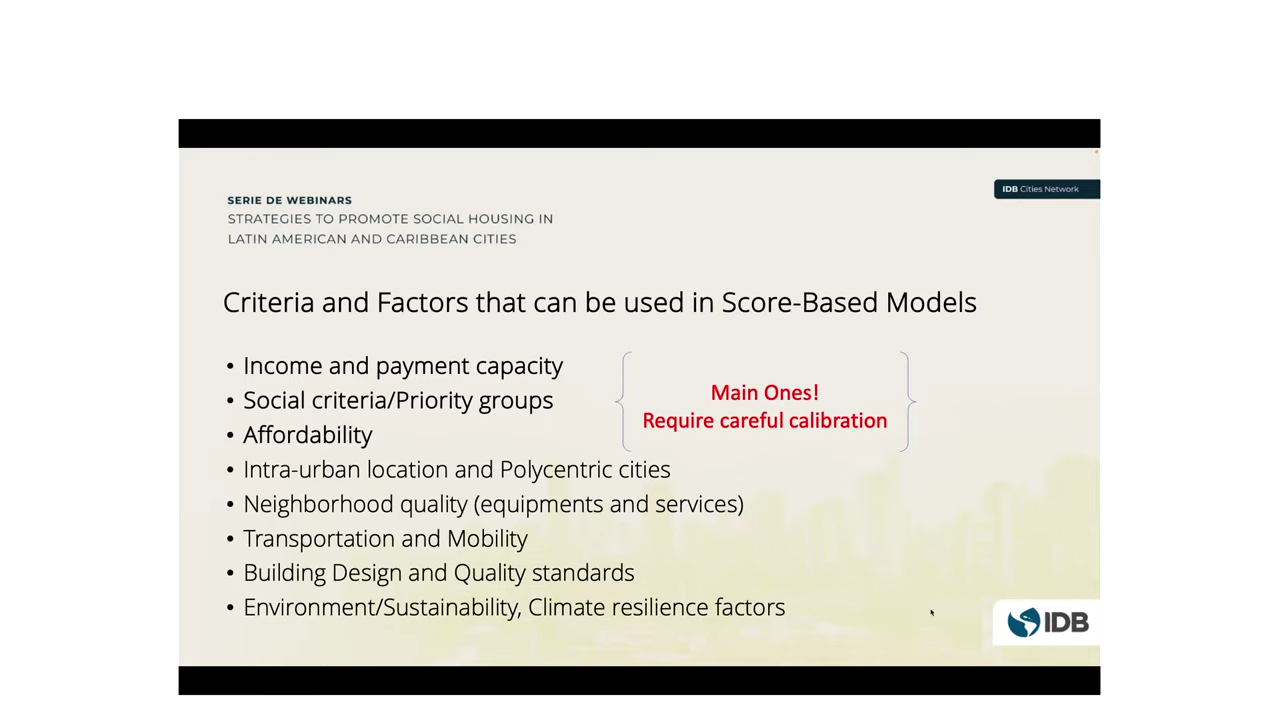 SERIE DE WEBINARS
STRATEGIES TO PROMOTE SOCIAL HOUSING IN
LATIN AMERICAN AND CARIBBEAN CITIES
IDB Cities Network
Criteria and Factors that can be used in Score-Based Models
• Income and payment capacity
• Social criteria/Priority groups
• Affordability
Main Ones!
Require careful calibration
• Intra-urban location and Polycentric cities
• Neighborhood quality (equipments and services)
• Transportation and Mobility
• Building Design and Quality standards
• Environment/Sustainability, Climate resilience factors
IDB